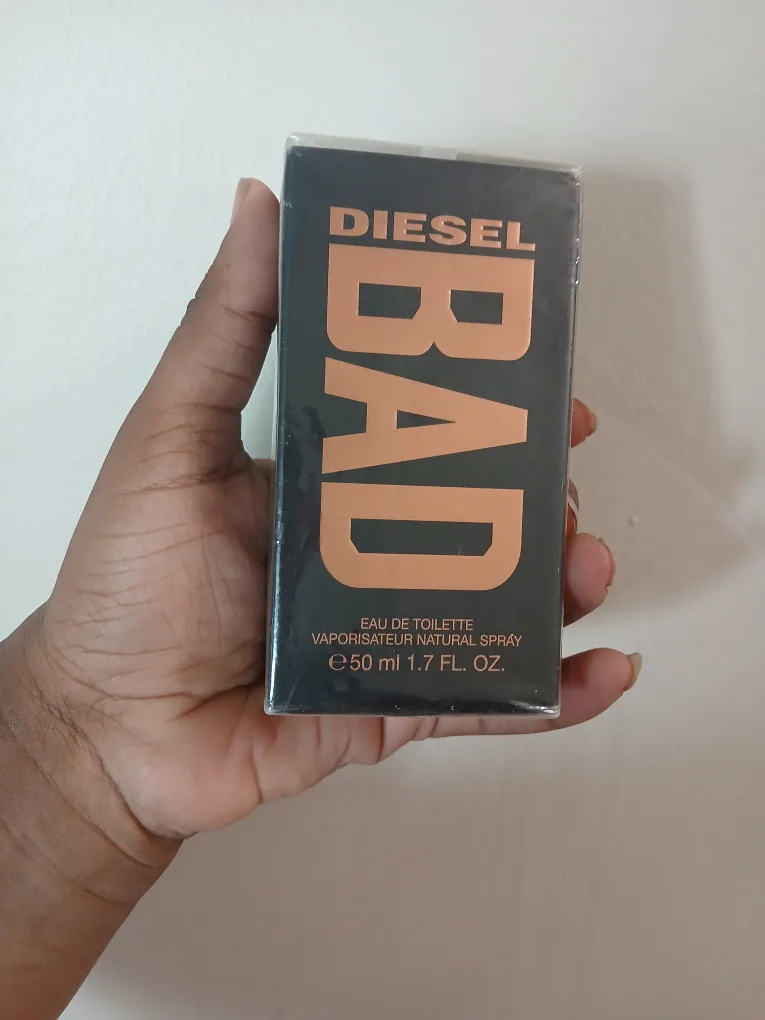 DIESEL
BAD
EAU DE TOILETTE
VAPORISATEUR NATURAL SPRAY
℮50 ml 1.7 FL. OZ.